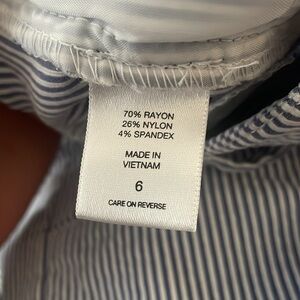 70% RAYON
26% NYLON
4% SPANDEX
MADE IN
VIETNAM
6
CARE ON REVERSE